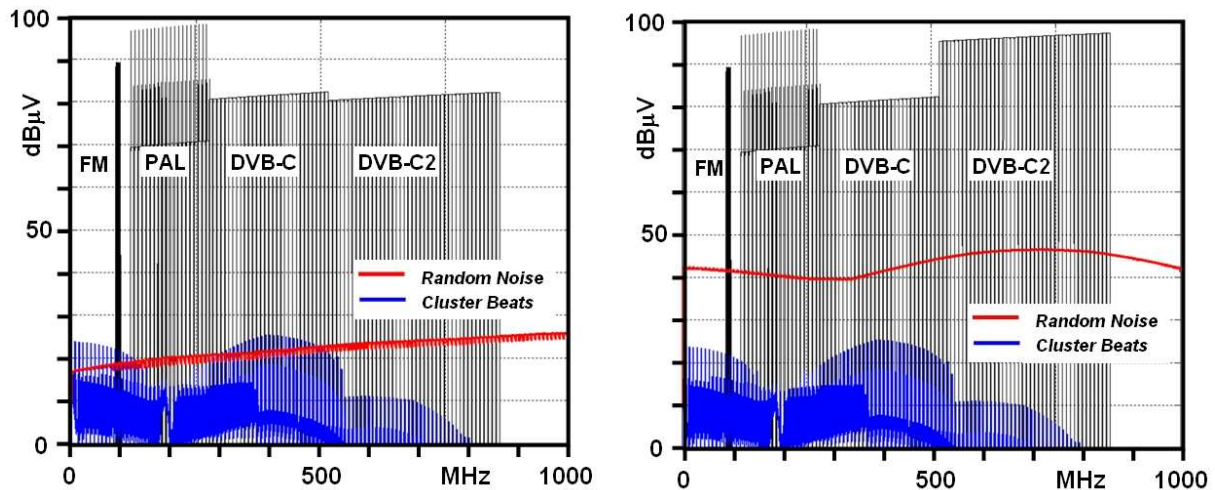 100
dBµV
FM
PAL
DVB-C
DVB-C2
50
Random Noise
Cluster Beats
0
0
500
MHz
1000
100
dBµV
FM
PAL
DVB-C
DVB-C2
50
Random Noise
Cluster Beats
0
0
500
MHz
1000